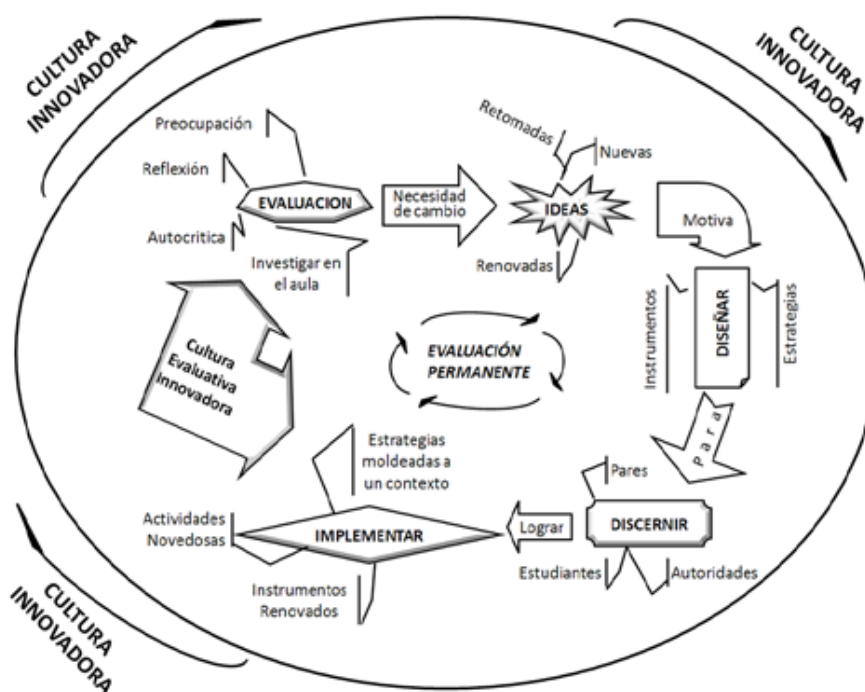 CULTURA
INNOVADORA
CULTURA
INNOVADORA
Preocupación
Reflexión
EVALUACION
Autocritica
Investigar en
el aula
Necesidad
de cambio
Retomadas
Nuevas
IDEAS
Renovadas
Motiva
Instrumentos
DISEÑAR
Estrategias
Para
Pares
DISCERNIR
Estudiantes
Autoridades
Lograr
Estrategias
moldeadas a
un contexto
Actividades
Novedosas
IMPLEMENTAR
Instrumentos
Renovados
Cultura
Evaluativa
Innovadora
EVALUACIÓN
PERMANENTE
CULTURA
INNOVADORA